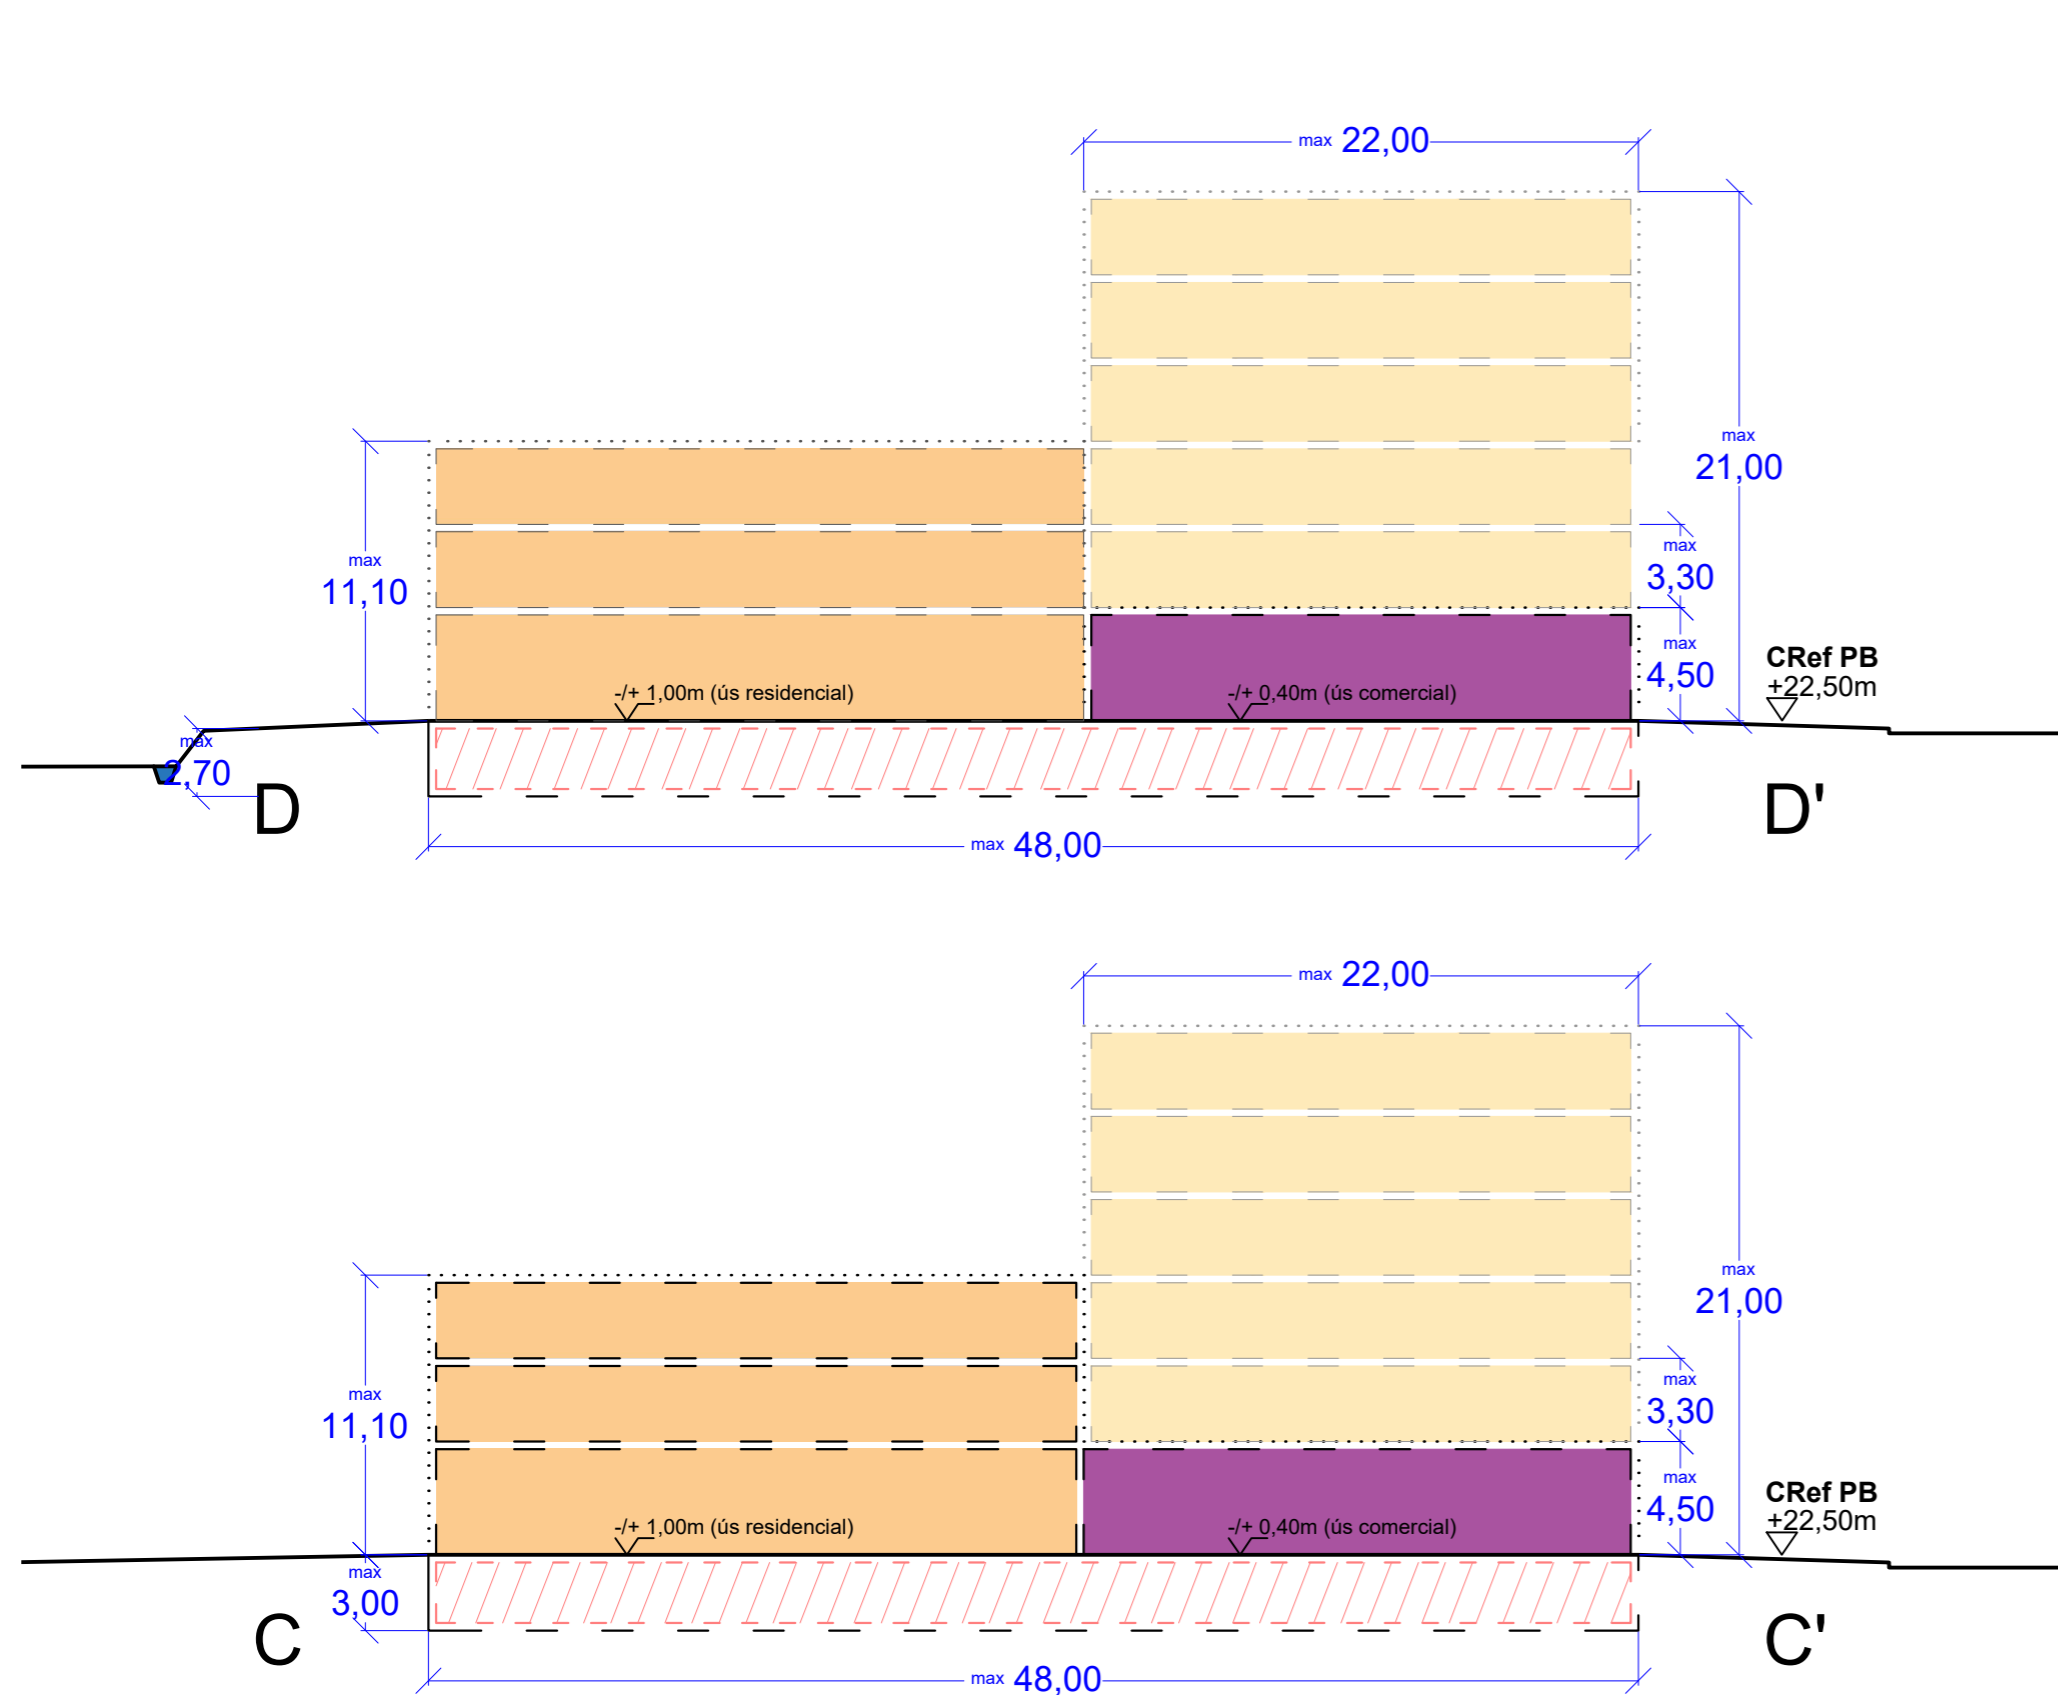 max 22,00
max
21,00
max
11,10
max
3,30
max
4,50
CRef PB
+22,50m
-/+ 1,00m (ús residencial)
-/+ 0,40m (ús comercial)
max
2,70
D
D'
max 48,00
max 22,00
max
21,00
max
11,10
max
3,30
max
4,50
CRef PB
+22,50m
-/+ 1,00m (ús residencial)
-/+ 0,40m (ús comercial)
max
3,00
C
C'
max 48,00